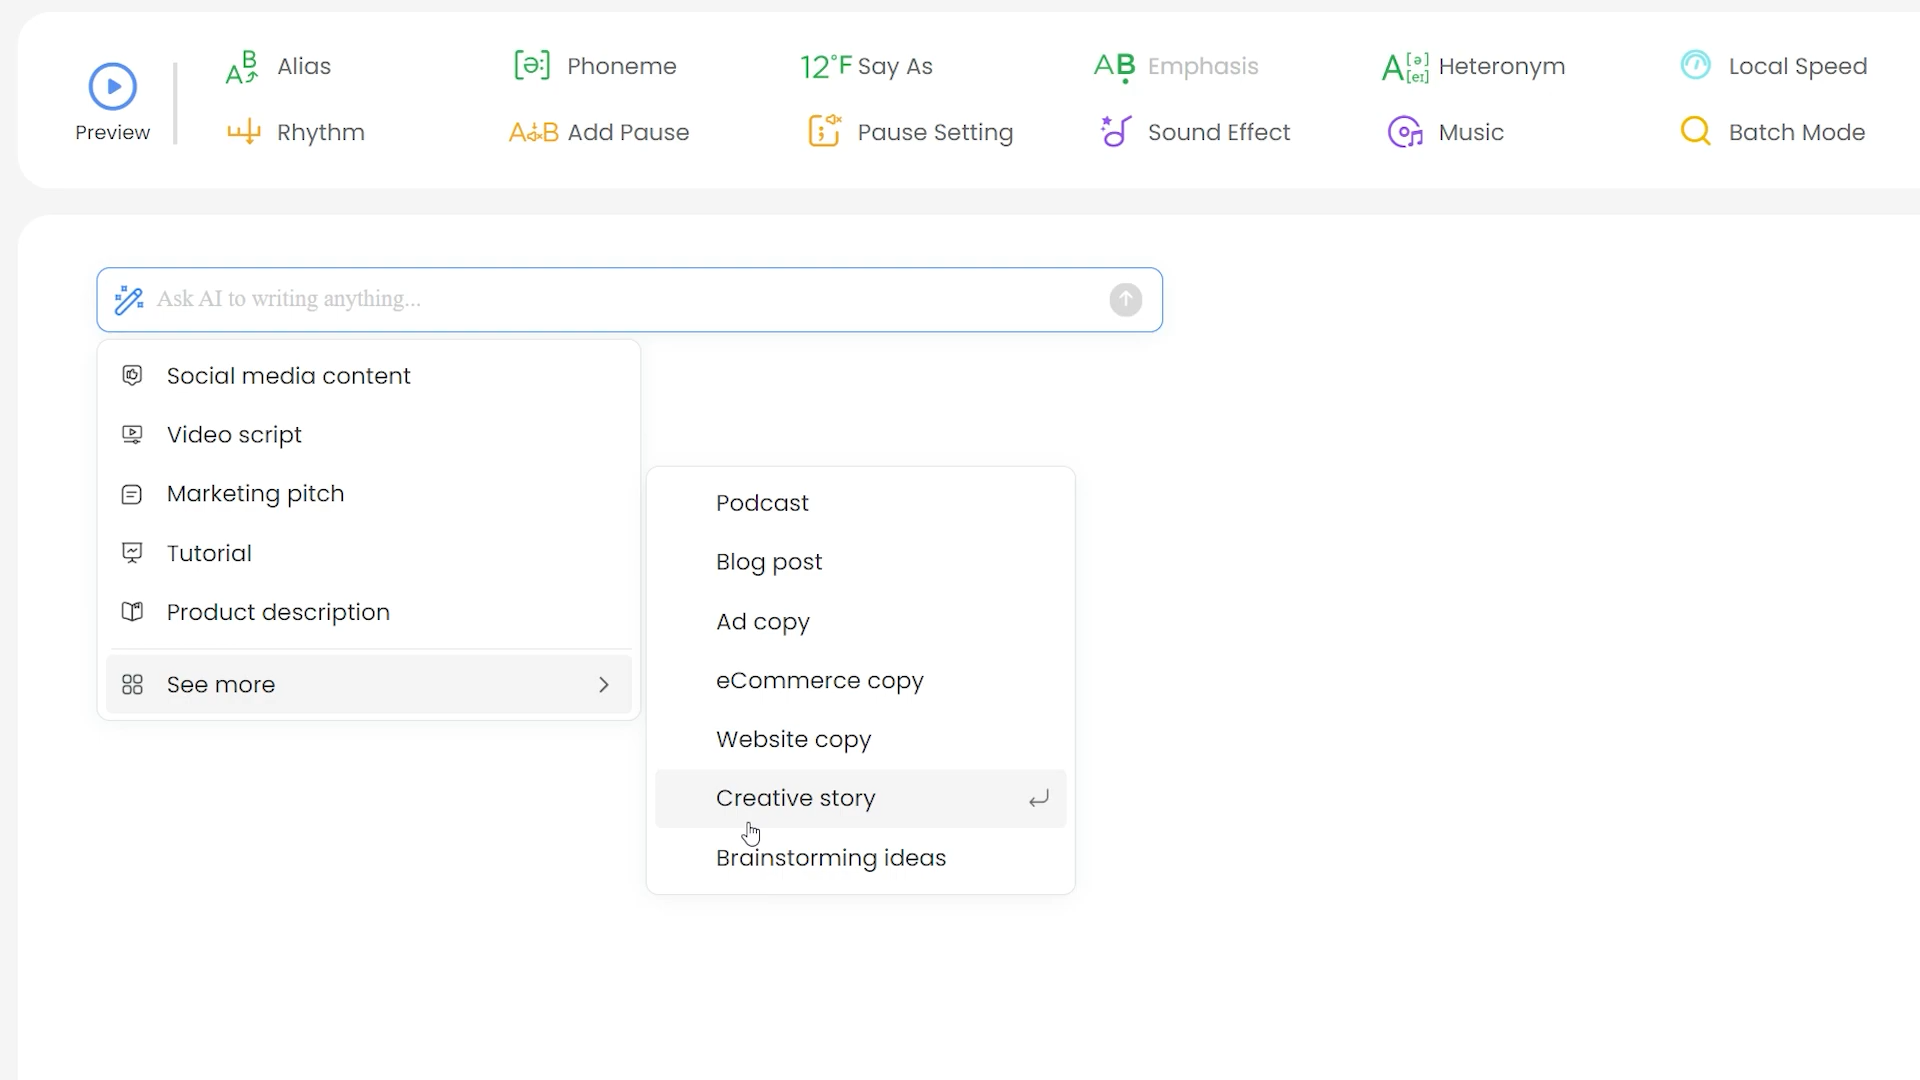 Preview
Alias
Phoneme
12°F Say As
Emphasis
Heteronym
Local Speed
Rhythm
Add Pause
Pause Setting
Sound Effect
Music
Batch Mode
Ask AI to writing anything...
Social media content
Video script
Marketing pitch
Tutorial
Product description
See more
Podcast
Blog post
Ad copy
eCommerce copy
Website copy
Creative story
Brainstorming ideas